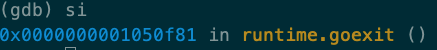 (gdb) si
0x0000000001050f81 in runtime.goexit ()